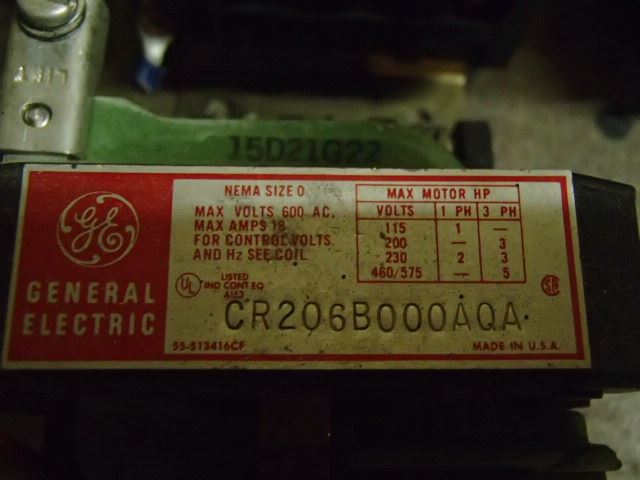 15D21G22
GE
GENERAL
ELECTRIC
NEMA SIZE 0
MAX VOLTS 600 AC.
MAX AMPS 18
FOR CONTROL VOLTS
AND Hz SEE COIL
UL LISTED
IND CONT EQ
A163
MAX MOTOR HP
VOLTS 1 PH 3 PH
115 1 —
200 — 3
230 2 3
460/575 — 5
CR206B000AQA
55-513416CF
MADE IN U.S.A.